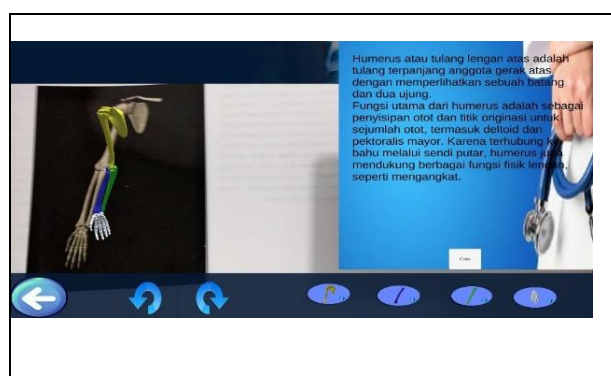 Humerus atau tulang lengan atas adalah
tulang terpanjang anggota gerak atas
dengan memperlihatkan sebuah batang
dan dua ujung.
Fungsi utama dari humerus adalah sebagai
penyisipan otot dan titik originasi untuk
sejumlah otot, termasuk deltoid dan
pektoralis mayor. Karena terhubung ke
bahu melalui sendi putar, humerus juga
mendukung berbagai fungsi fisik lengan,
seperti mengangkat.